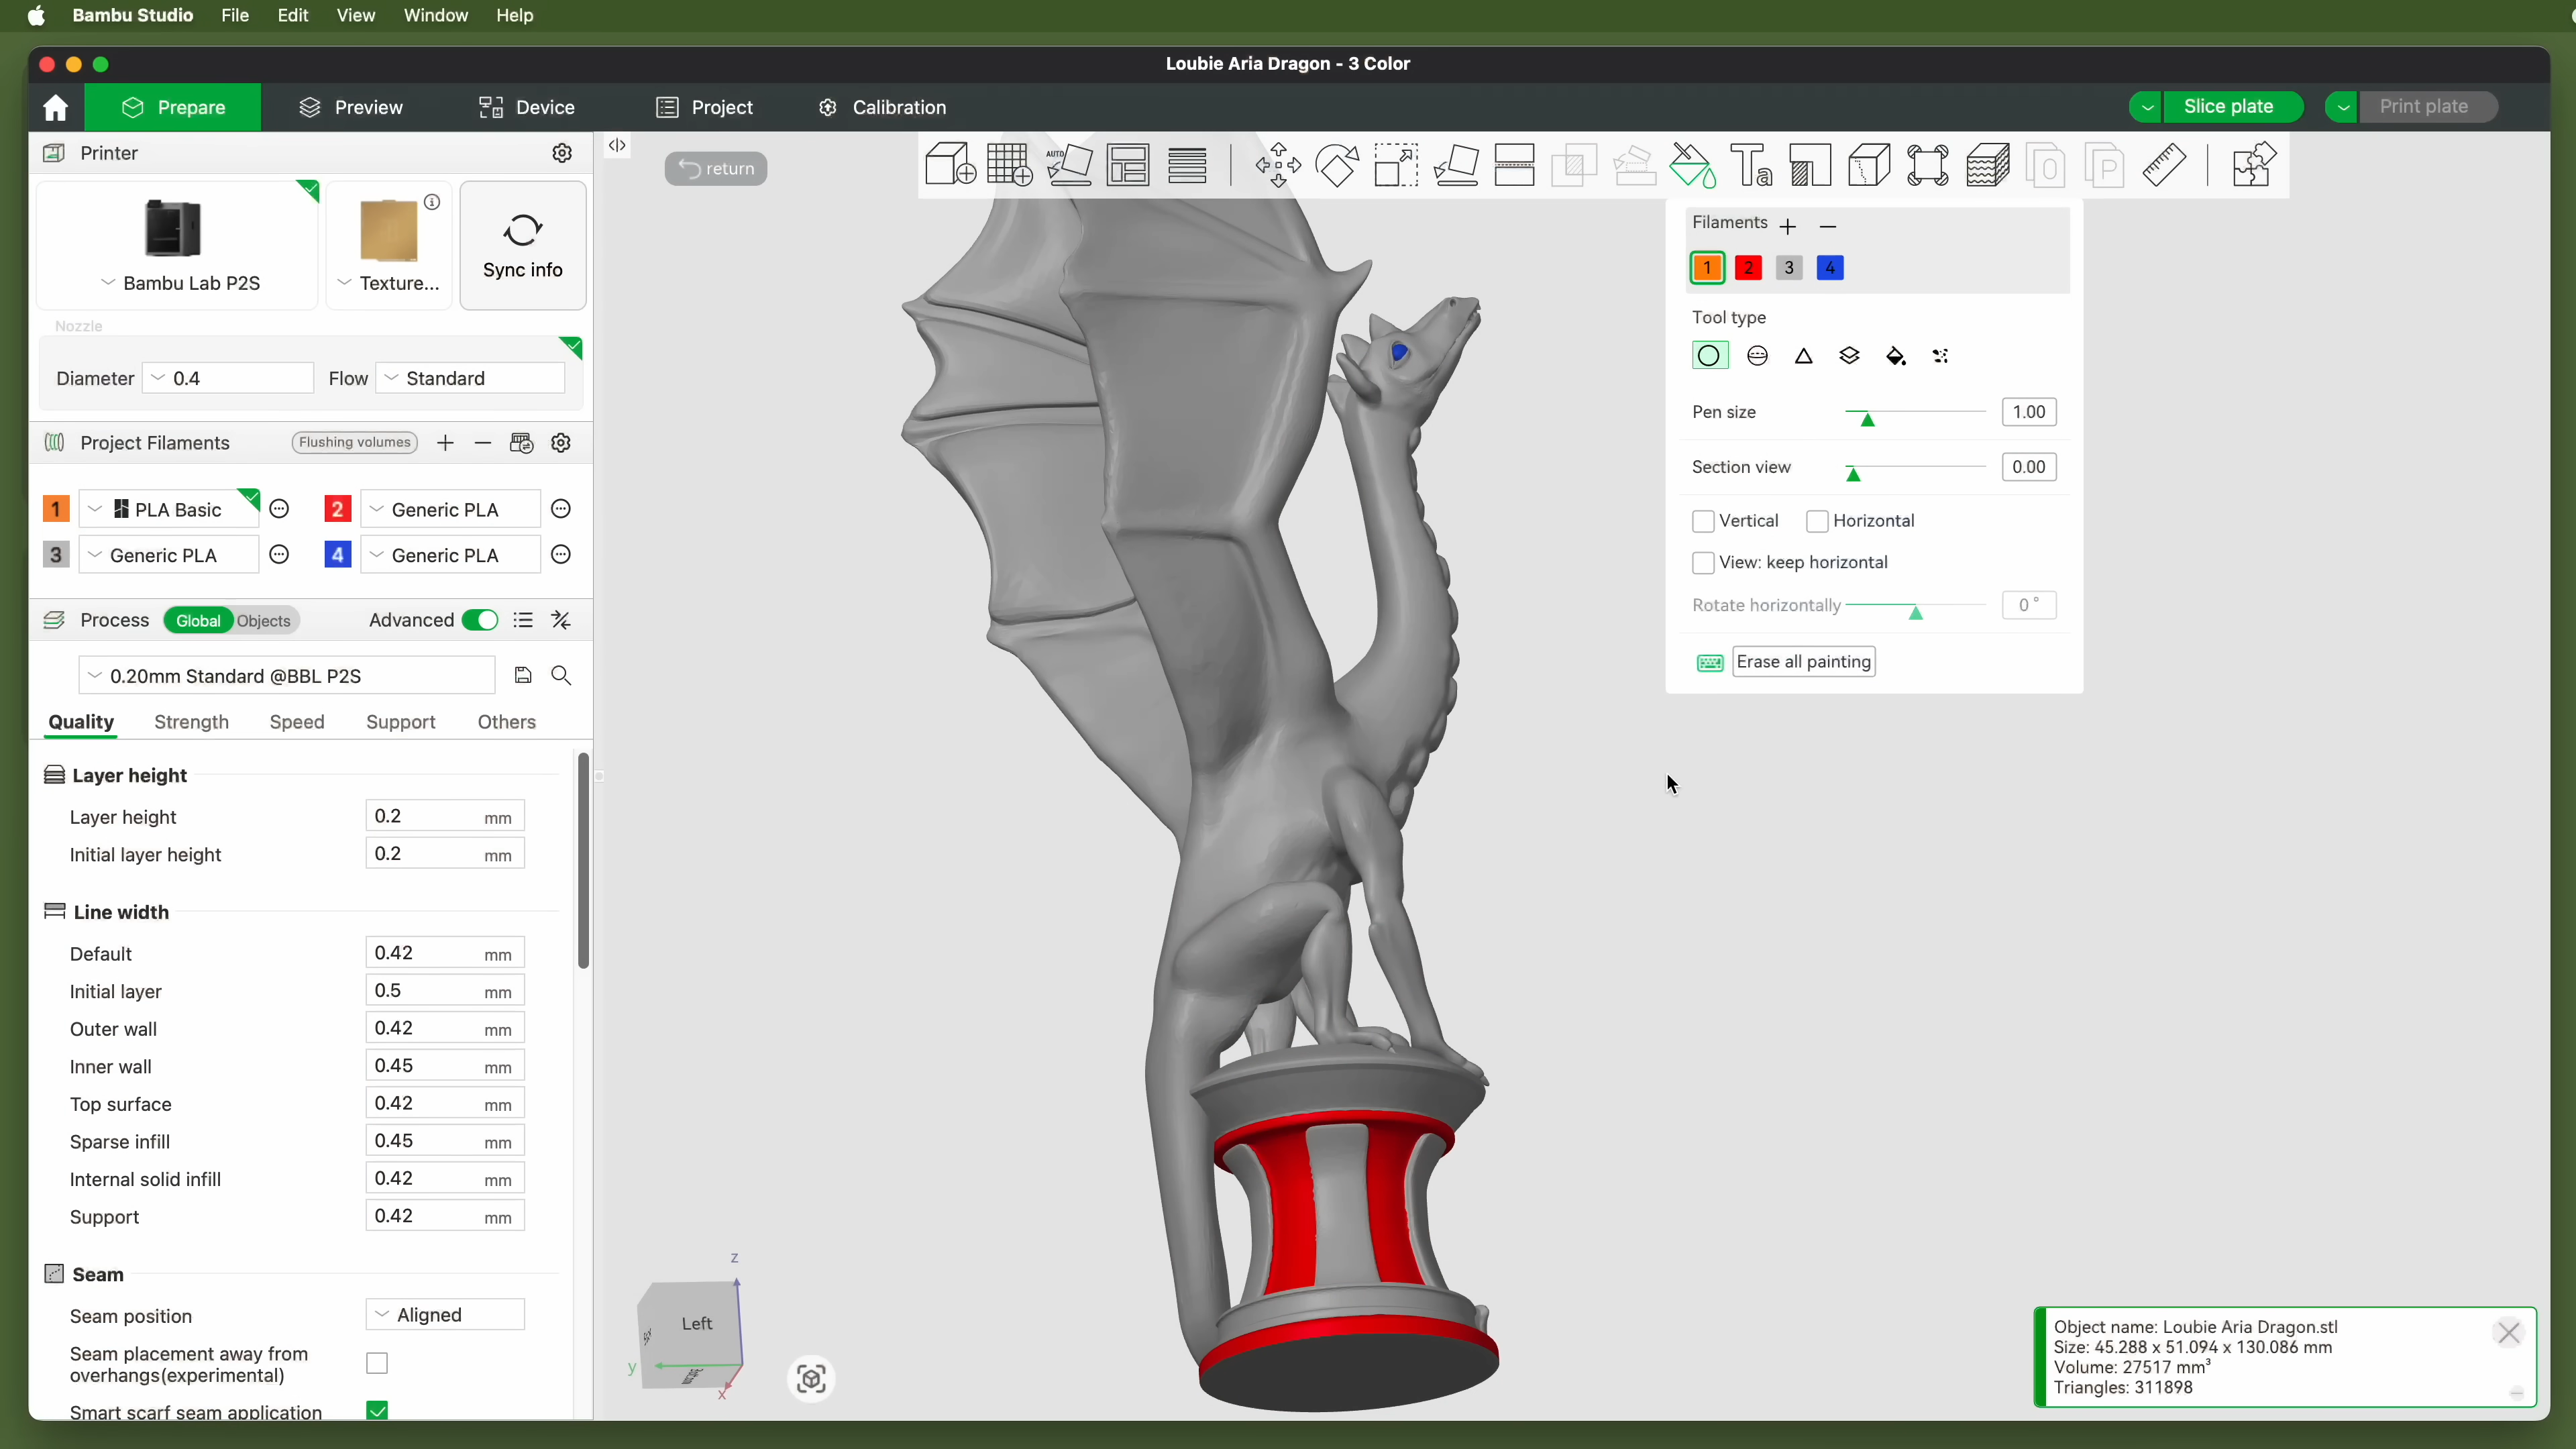 Bambu Studio File Edit View Window Help
Loubie Aria Dragon - 3 Color
Prepare Preview Device Project Calibration Slice plate Print plate
Printer
return
AUTO
Ta
O
P
Bambu Lab P2S
Texture...
Sync info
Nozzle
Diameter 0.4 Flow Standard
Project Filaments Flushing volumes
1 PLA Basic 2 Generic PLA
3 Generic PLA 4 Generic PLA
Process Global Objects Advanced
0.20mm Standard @BBL P2S
Quality Strength Speed Support Others
Layer height
Layer height 0.2 mm
Initial layer height 0.2 mm
Line width
Default 0.42 mm
Initial layer 0.5 mm
Outer wall 0.42 mm
Inner wall 0.45 mm
Top surface 0.42 mm
Sparse infill 0.45 mm
Internal solid infill 0.42 mm
Support 0.42 mm
Seam
Seam position Aligned
Seam placement away from
overhangs(experimental)
Smart scarf seam application
Filaments
1 2 3 4
Tool type
Pen size 1.00
Section view 0.00
Vertical Horizontal
View: keep horizontal
Rotate horizontally 0 °
Erase all painting
z
Left
y
x
Object name: Loubie Aria Dragon.stl
Size: 45.288 x 51.094 x 130.086 mm
Volume: 27517 mm³
Triangles: 311898